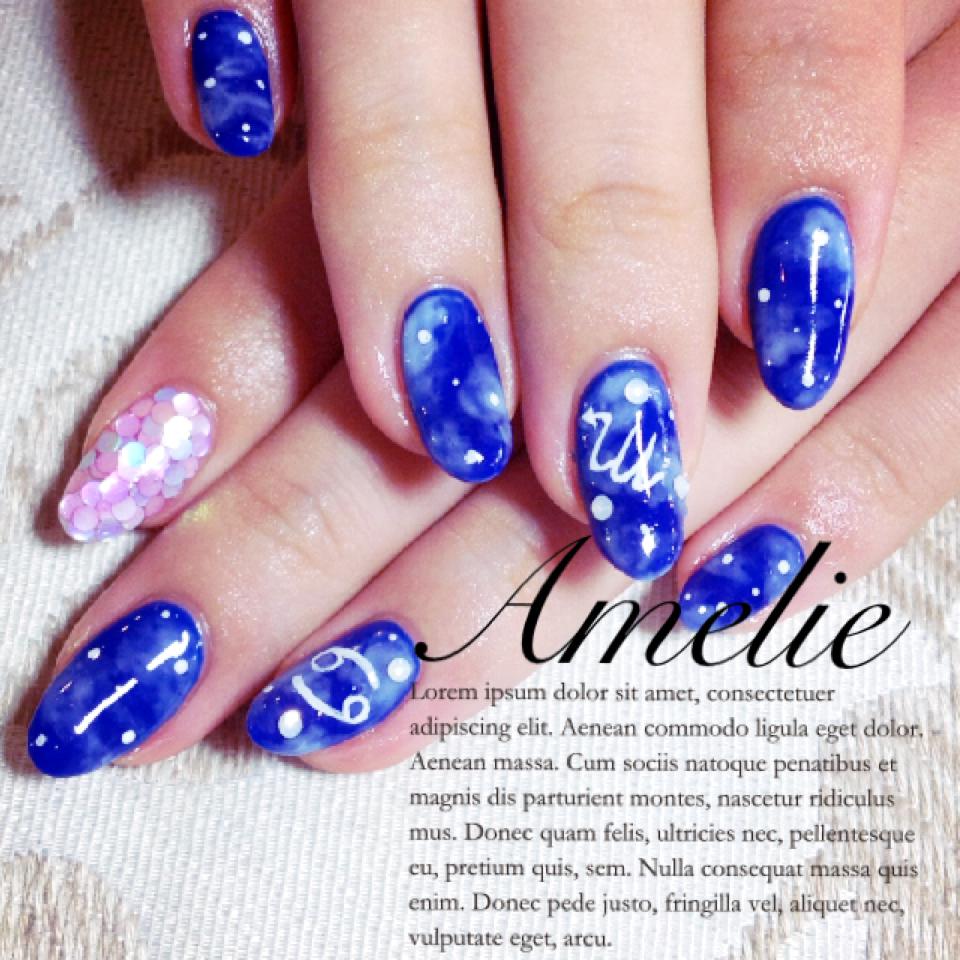 Amelie
Lorem ipsum dolor sit amet, consectetuer
adipiscing elit. Aenean commodo ligula eget dolor.
Aenean massa. Cum sociis natoque penatibus et
magnis dis parturient montes, nascetur ridiculus
mus. Donec quam felis, ultricies nec, pellentesque
eu, pretium quis, sem. Nulla consequat massa quis
enim. Donec pede justo, fringilla vel, aliquet nec,
vulputate eget, arcu.